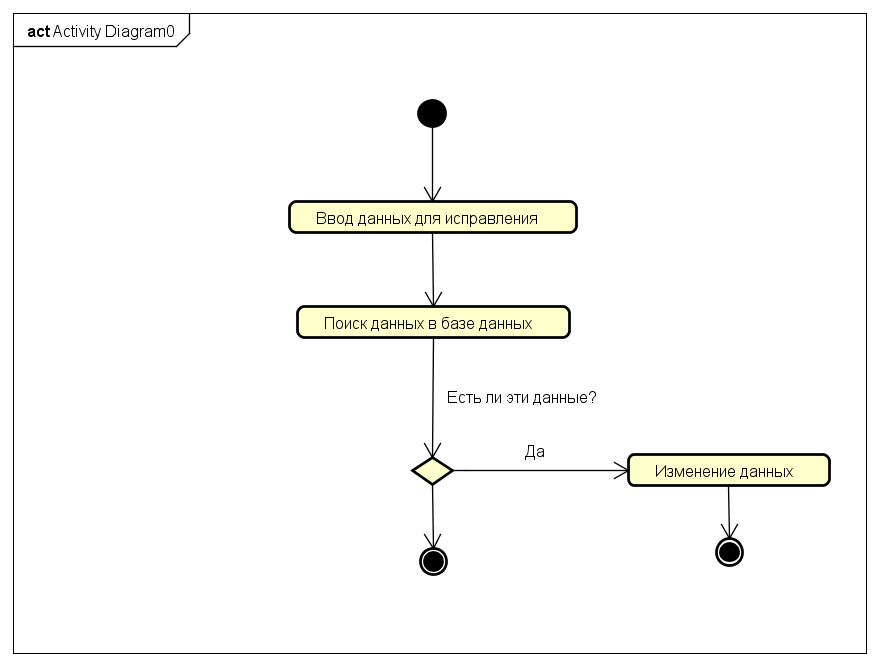 act Activity Diagram0
Ввод данных для исправления
Поиск данных в базе данных
Есть ли эти данные?
Да
Изменение данных